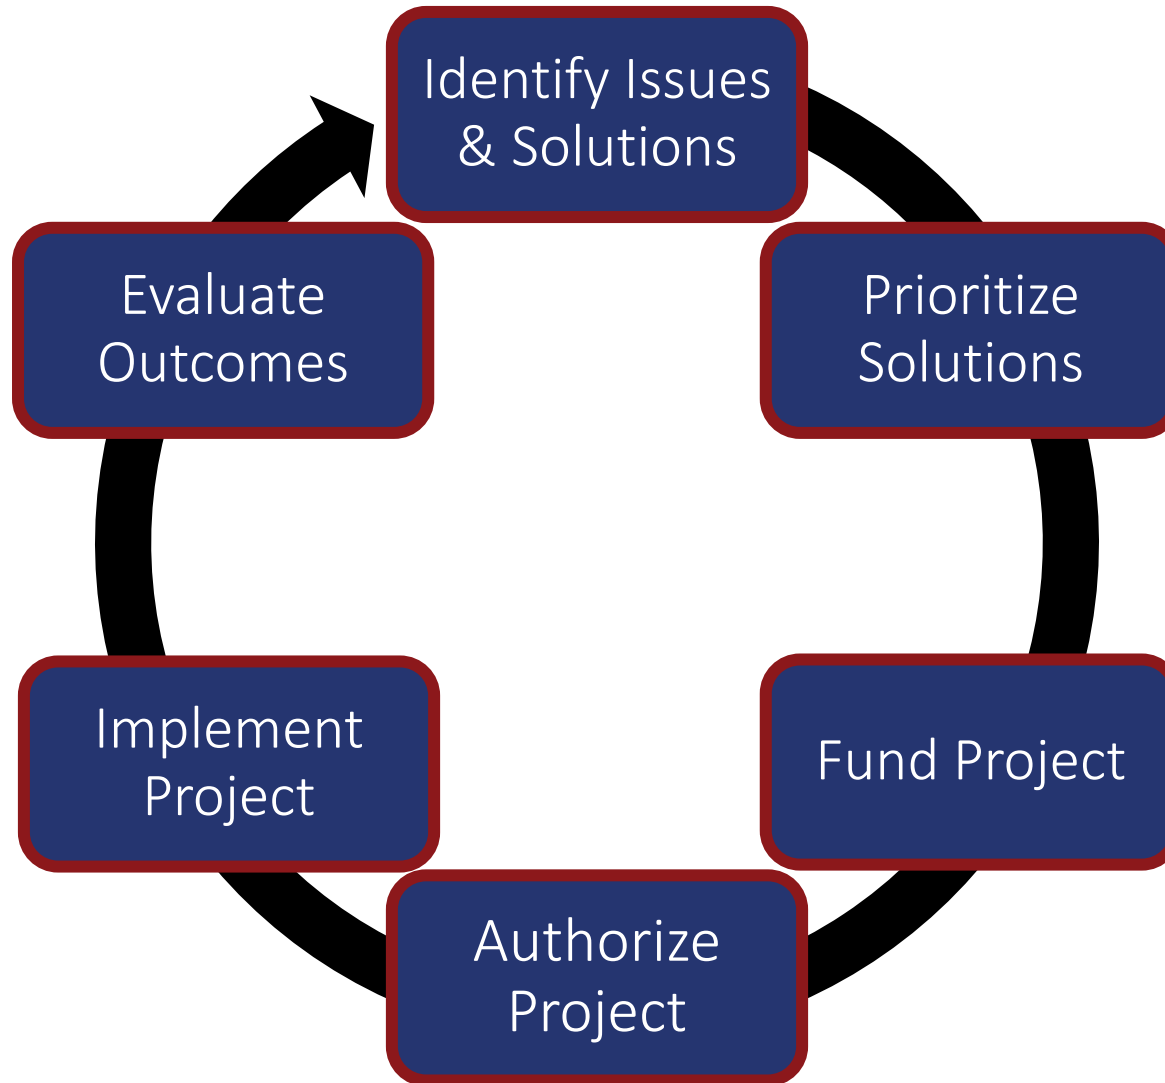 Identify Issues
& Solutions
Prioritize
Solutions
Fund Project
Authorize
Project
Implement
Project
Evaluate
Outcomes